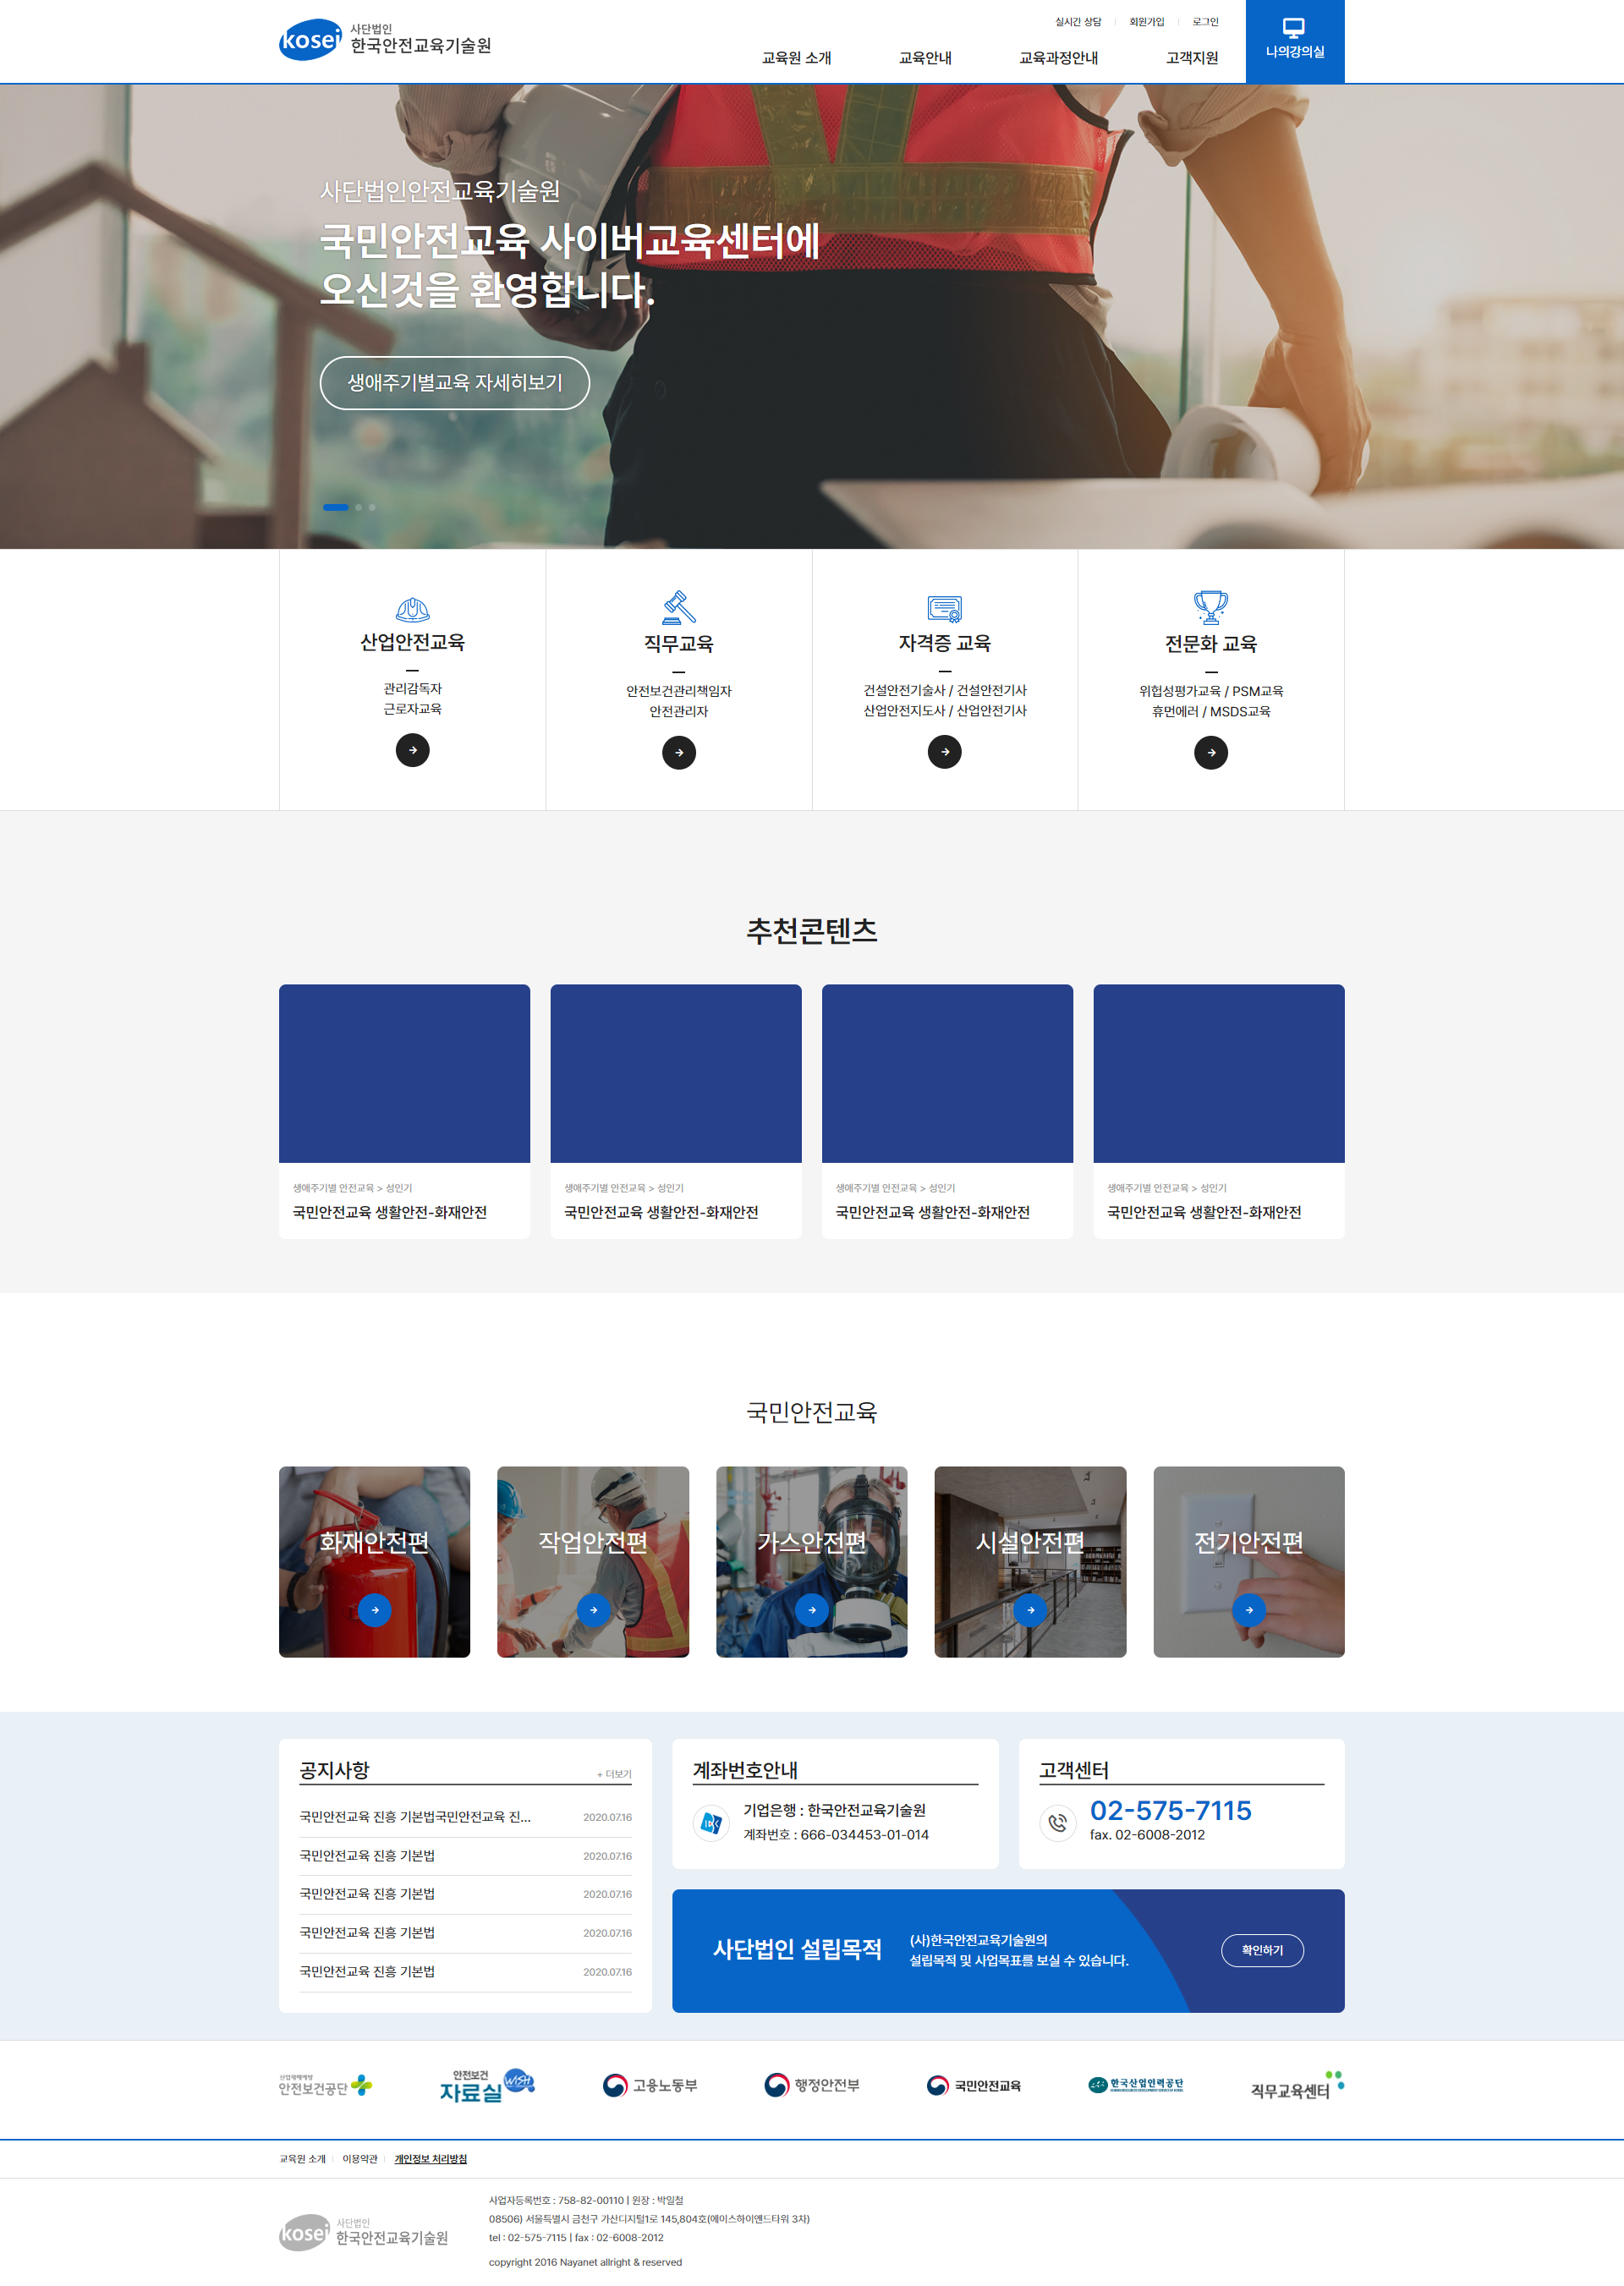 kosei
사단법인
한국안전교육기술원
실시간 상담
회원가입
로그인
교육원 소개
교육안내
교육과정안내
고객지원
나의강의실
사단법인안전교육기술원
국민안전교육 사이버교육센터에
오신것을 환영합니다.
생애주기별교육 자세히보기
산업안전교육
관리감독자
근로자교육
직무교육
안전보건관리책임자
안전관리자
자격증 교육
건설안전기술사 / 건설안전기사
산업안전지도사 / 산업안전기사
전문화 교육
위험성평가교육 / PSM교육
휴먼에러 / MSDS교육
추천콘텐츠
생애주기별 안전교육 > 성인기
국민안전교육 생활안전-화재안전
생애주기별 안전교육 > 성인기
국민안전교육 생활안전-화재안전
생애주기별 안전교육 > 성인기
국민안전교육 생활안전-화재안전
생애주기별 안전교육 > 성인기
국민안전교육 생활안전-화재안전
국민안전교육
화재안전편
작업안전편
가스안전편
시설안전편
전기안전편
공지사항
+ 더보기
국민안전교육 진흥 기본법국민안전교육 진...
2020.07.16
국민안전교육 진흥 기본법
2020.07.16
국민안전교육 진흥 기본법
2020.07.16
국민안전교육 진흥 기본법
2020.07.16
국민안전교육 진흥 기본법
2020.07.16
계좌번호안내
기업은행 : 한국안전교육기술원
계좌번호 : 666-034453-01-014
고객센터
02-575-7115
fax. 02-6008-2012
사단법인 설립목적
(사)한국안전교육기술원의
설립목적 및 사업목표를 보실 수 있습니다.
확인하기
산업재해예방
안전보건공단
안전보건
자료실
WISH
고용노동부
행정안전부
국민안전교육
한국산업인력공단
직무교육센터
교육원 소개
이용약관
개인정보 처리방침
kosei
사단법인
한국안전교육기술원
사업자등록번호 : 758-82-00110 | 원장 : 박일철
08506) 서울특별시 금천구 가산디지털1로 145,804호(에이스하이앤드타워 3차)
tel : 02-575-7115 | fax : 02-6008-2012
copyright 2016 Nayanet allright & reserved